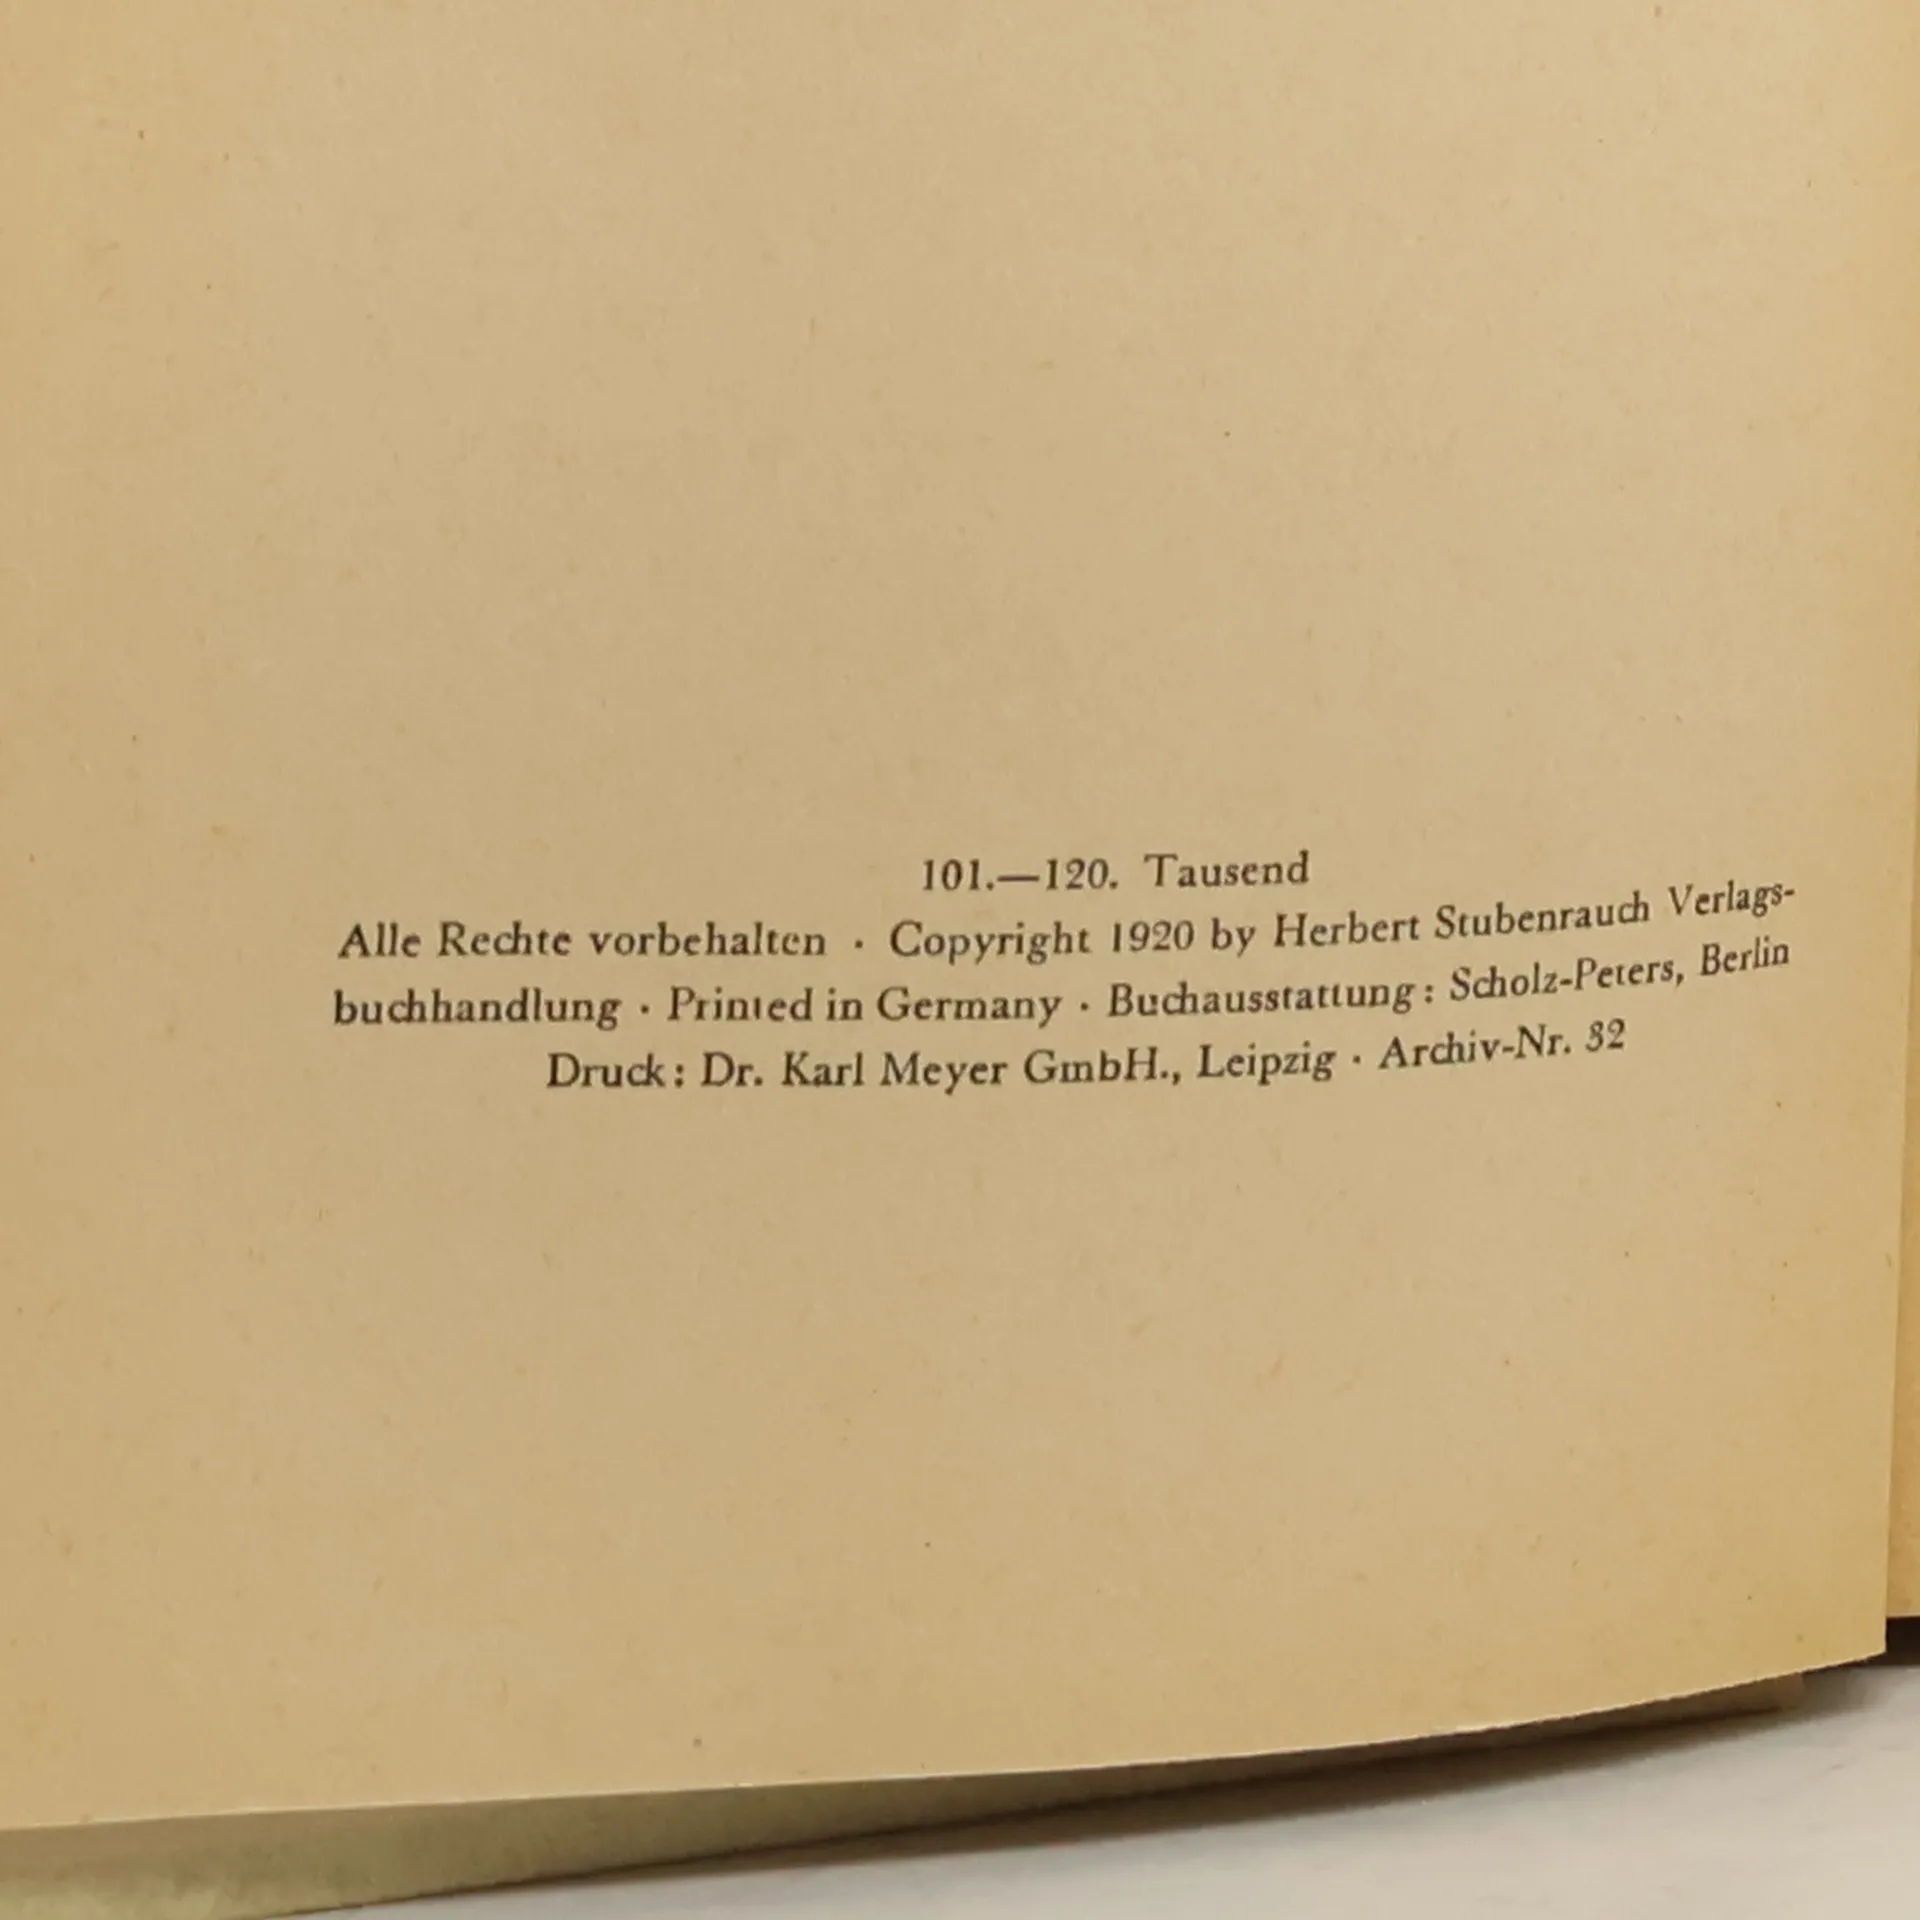 101.—120. Tausend
Alle Rechte vorbehalten · Copyright 1920 by Herbert Stubenrauch Verlags-
buchhandlung · Printed in Germany · Buchausstattung: Scholz-Peters, Berlin
Druck: Dr. Karl Meyer GmbH., Leipzig · Archiv-Nr. 32